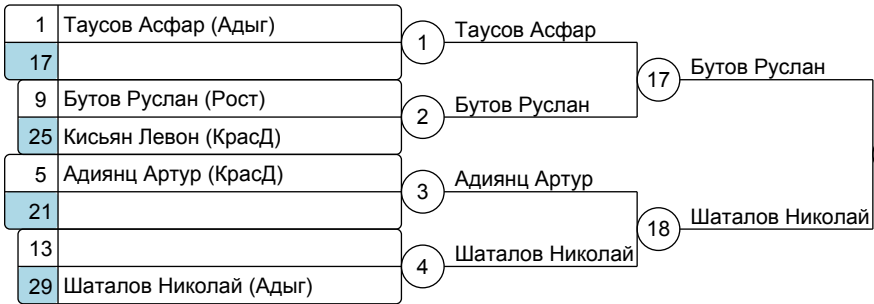 1 Таусов Асфар (Адыг)
17
9 Бутов Руслан (Рост)
25 Кисьян Левон (КрасД)
5 Адиянц Артур (КрасД)
21
13
29 Шаталов Николай (Адыг)
1 Таусов Асфар
2 Бутов Руслан
3 Адиянц Артур
4 Шаталов Николай
17 Бутов Руслан
18 Шаталов Николай